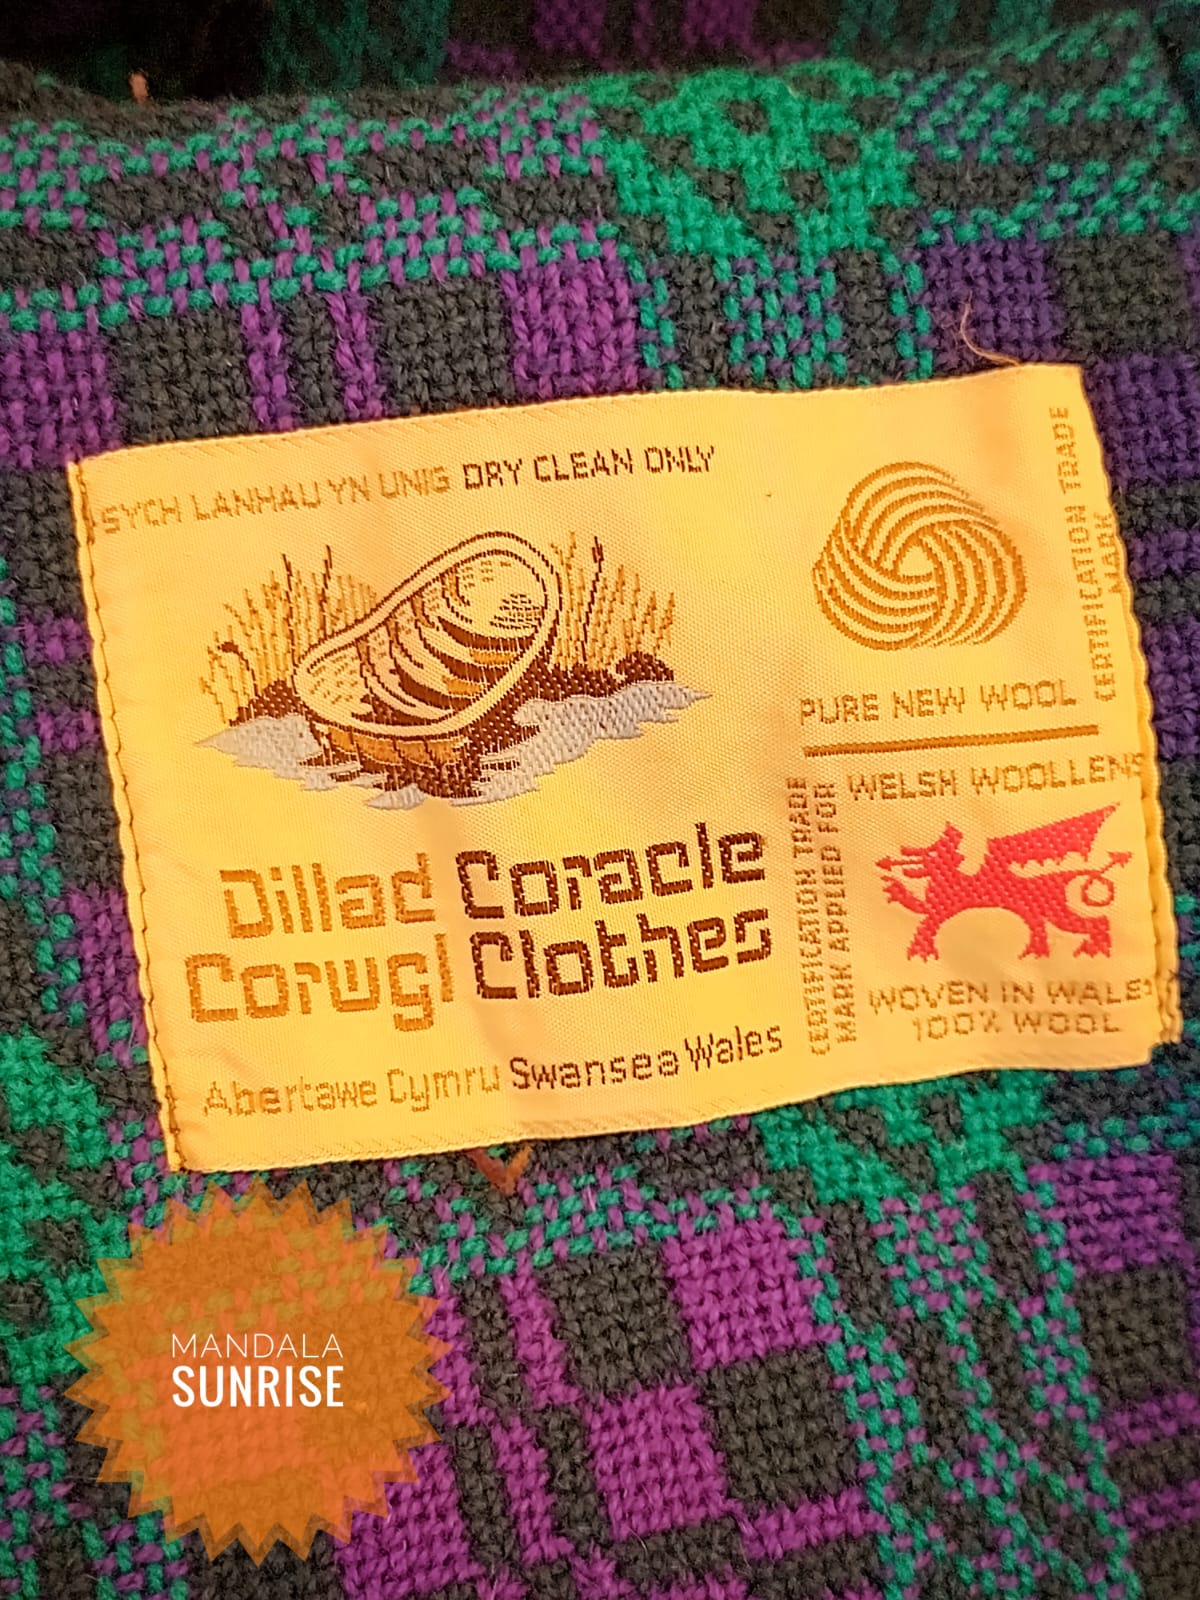 SYCH LANHAU YN UNIG DRY CLEAN ONLY
CERTIFICATION TRADE
MARK
PURE NEW WOOL
Dillad Coracle
Corwgl Clothes
Abertawe Cymru Swansea Wales
CERTIFICATION TRADE
MARK APPLIED FOR
WELSH WOOLLENS
WOVEN IN WALES
100% WOOL
MANDALA
SUNRISE